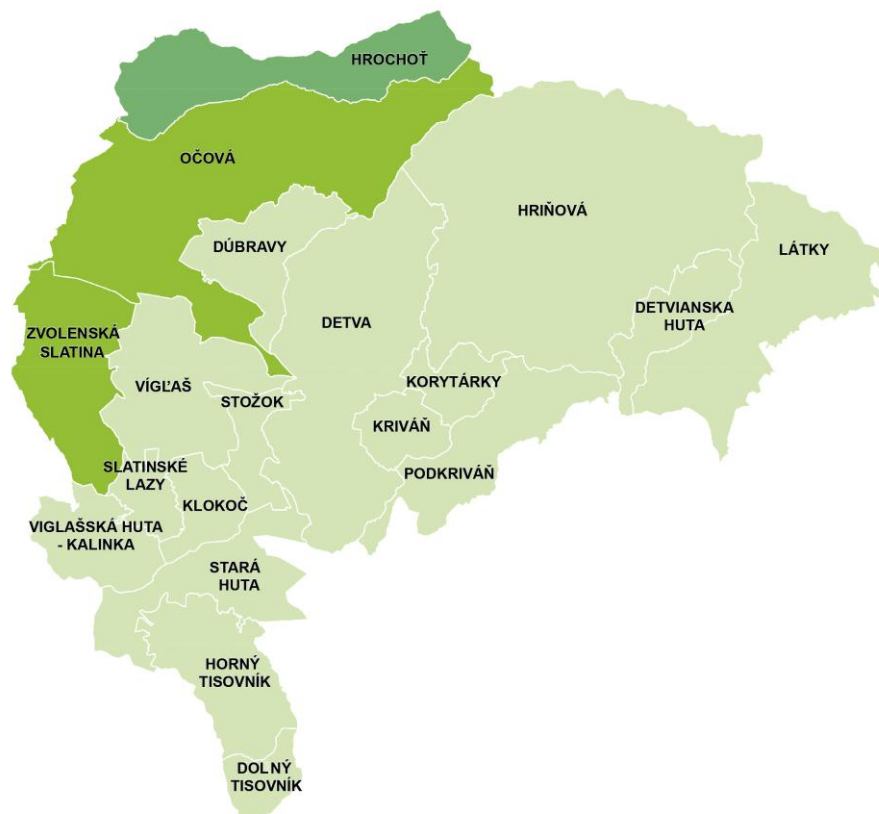 HROCHOŤ
OČOVÁ
HRIŇOVÁ
DÚBRAVY
LÁTKY
DETVIANSKA
HUTA
DETVA
ZVOLENSKÁ
SLATINA
VÍGĽAŠ
KORYTÁRKY
STOŽOK
KRIVÁŇ
SLATINSKÉ
LAZY
PODKRIVÁŇ
KLOKOČ
VIGLAŠSKÁ HUTA
- KALINKA
STARÁ
HUTA
HORNÝ
TISOVNÍK
DOLNÝ
TISOVNÍK